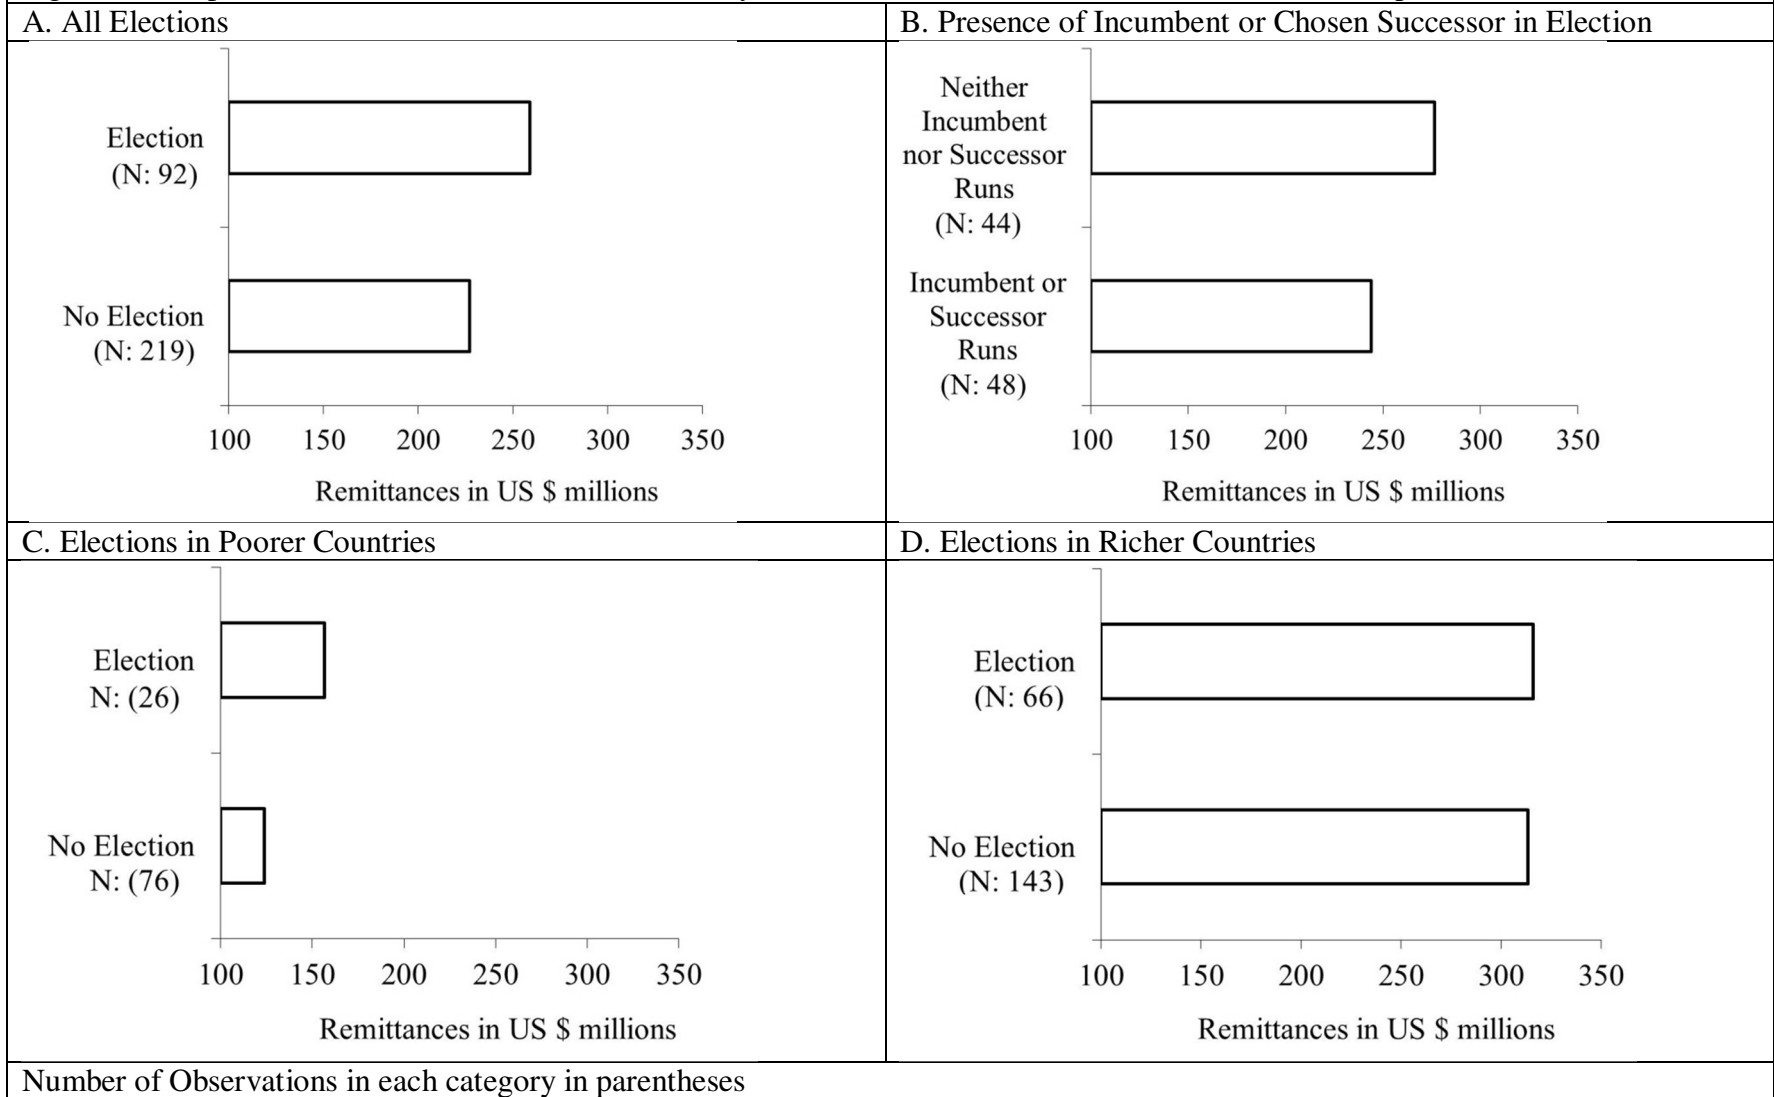 A. All Elections
B. Presence of Incumbent or Chosen Successor in Election
Election
(N: 92)
No Election
(N: 219)
100 150 200 250 300 350
Remittances in US $ millions
Neither
Incumbent
nor Successor
Runs
(N: 44)
Incumbent or
Successor
Runs
(N: 48)
100 150 200 250 300 350
Remittances in US $ millions
C. Elections in Poorer Countries
D. Elections in Richer Countries
Election
N: (26)
No Election
N: (76)
100 150 200 250 300 350
Remittances in US $ millions
Election
(N: 66)
No Election
(N: 143)
100 150 200 250 300 350
Remittances in US $ millions
Number of Observations in each category in parentheses